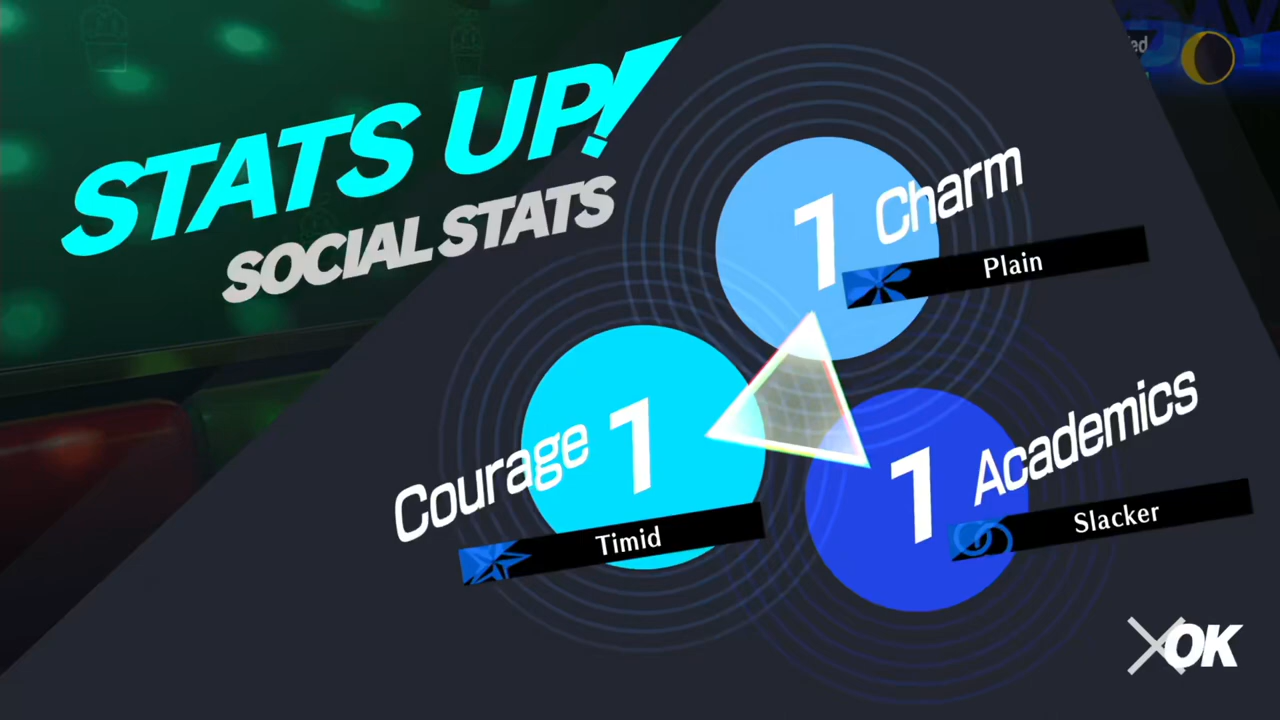 STATS UP!
SOCIAL STATS
1 Charm
Plain
Courage 1
Timid
1 Academics
Slacker
OK